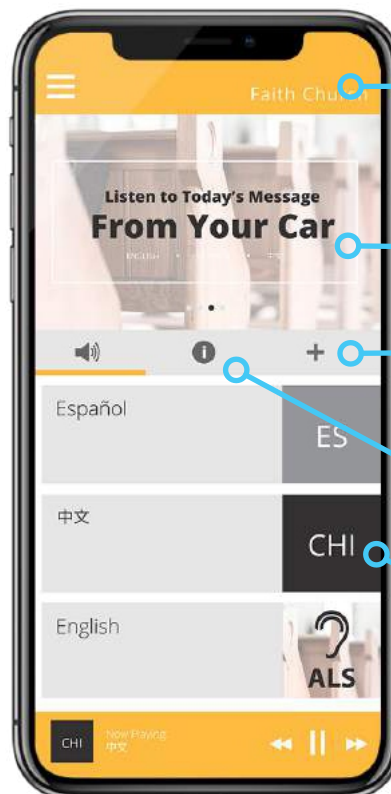 Faith Church
Listen to Today's Message
From Your Car
ENGLISH
Español
ES
中文
CHI
English
ALS
CHI
Now Playing
中文